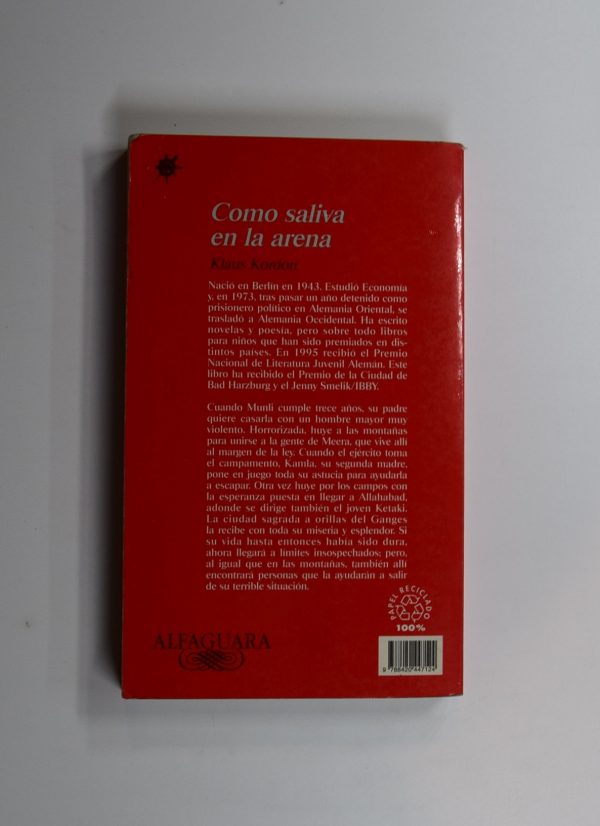 Como saliva
en la arena
Klaus Kordon
Nació en Berlín en 1943. Estudió Economía
y, en 1973, tras pasar un año detenido como
prisionero político en Alemania Oriental, se
trasladó a Alemania Occidental. Ha escrito
novelas y poesía, pero sobre todo libros
para niños que han sido premiados en dis-
tintos países. En 1995 recibió el Premio
Nacional de Literatura Juvenil Alemán. Este
libro ha recibido el Premio de la Ciudad de
Bad Harzburg y el Jenny Smelik/IBBY.
Cuando Munli cumple trece años, su padre
quiere casarla con un hombre mayor muy
violento. Horrorizada, huye a las montañas
para unirse a la gente de Meera, que vive allí
al margen de la ley. Cuando el ejército toma
el campamento, Kamla, su segunda madre,
pone en juego toda su astucia para ayudarla
a escapar. Otra vez huye por los campos con
la esperanza puesta en llegar a Allahabad,
adonde se dirige también el joven Ketaki.
La ciudad sagrada a orillas del Ganges
la recibe con toda su miseria y esplendor. Si
su vida hasta entonces había sido dura,
ahora llegará a límites insospechados; pero,
al igual que en las montañas, también allí
encontrará personas que la ayudarán a salir
de su terrible situación.
PAPEL RECICLADO
100%
ALFAGUARA
9 788420 447124